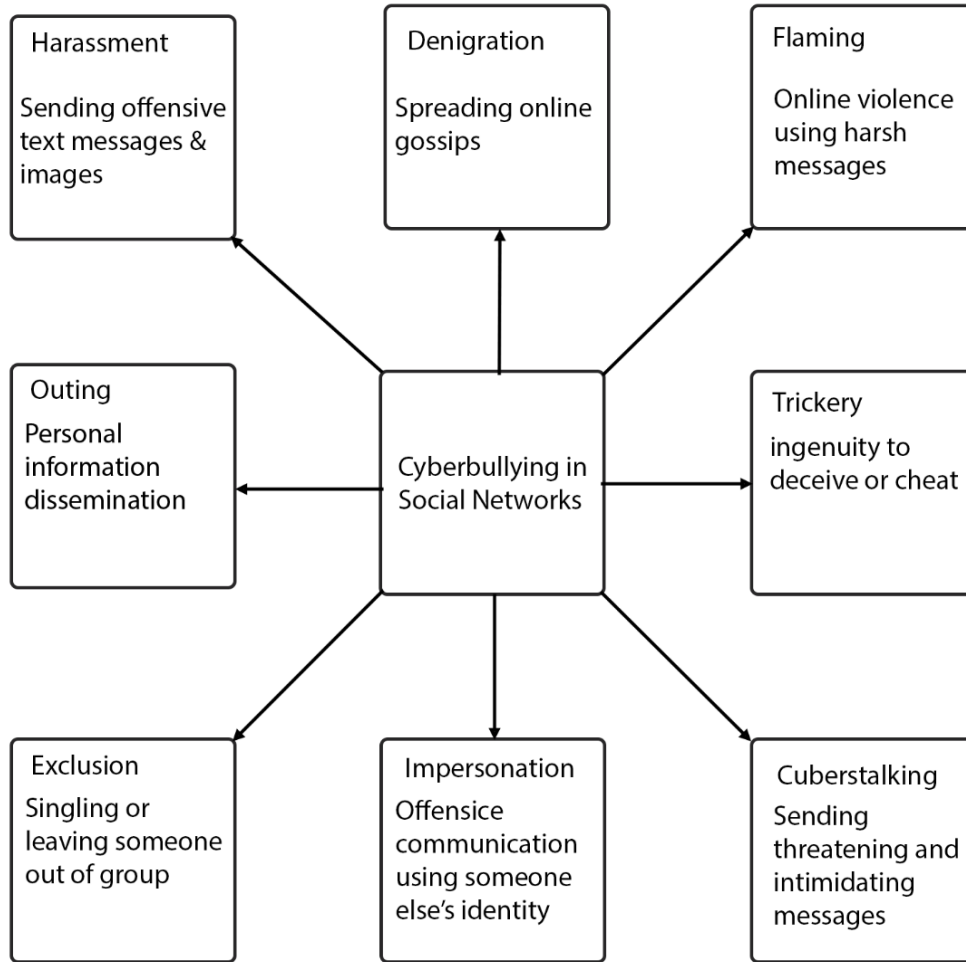 Harassment
Sending offensive
text messages &
images
Denigration
Spreading online
gossips
Flaming
Online violence
using harsh
messages
Outing
Personal
information
dissemination
Cyberbullying in
Social Networks
Trickery
ingenuity to
deceive or cheat
Exclusion
Singling or
leaving someone
out of group
Impersonation
Offensice
communication
using someone
else’s identity
Cuberstalking
Sending
threatening and
intimidating
messages